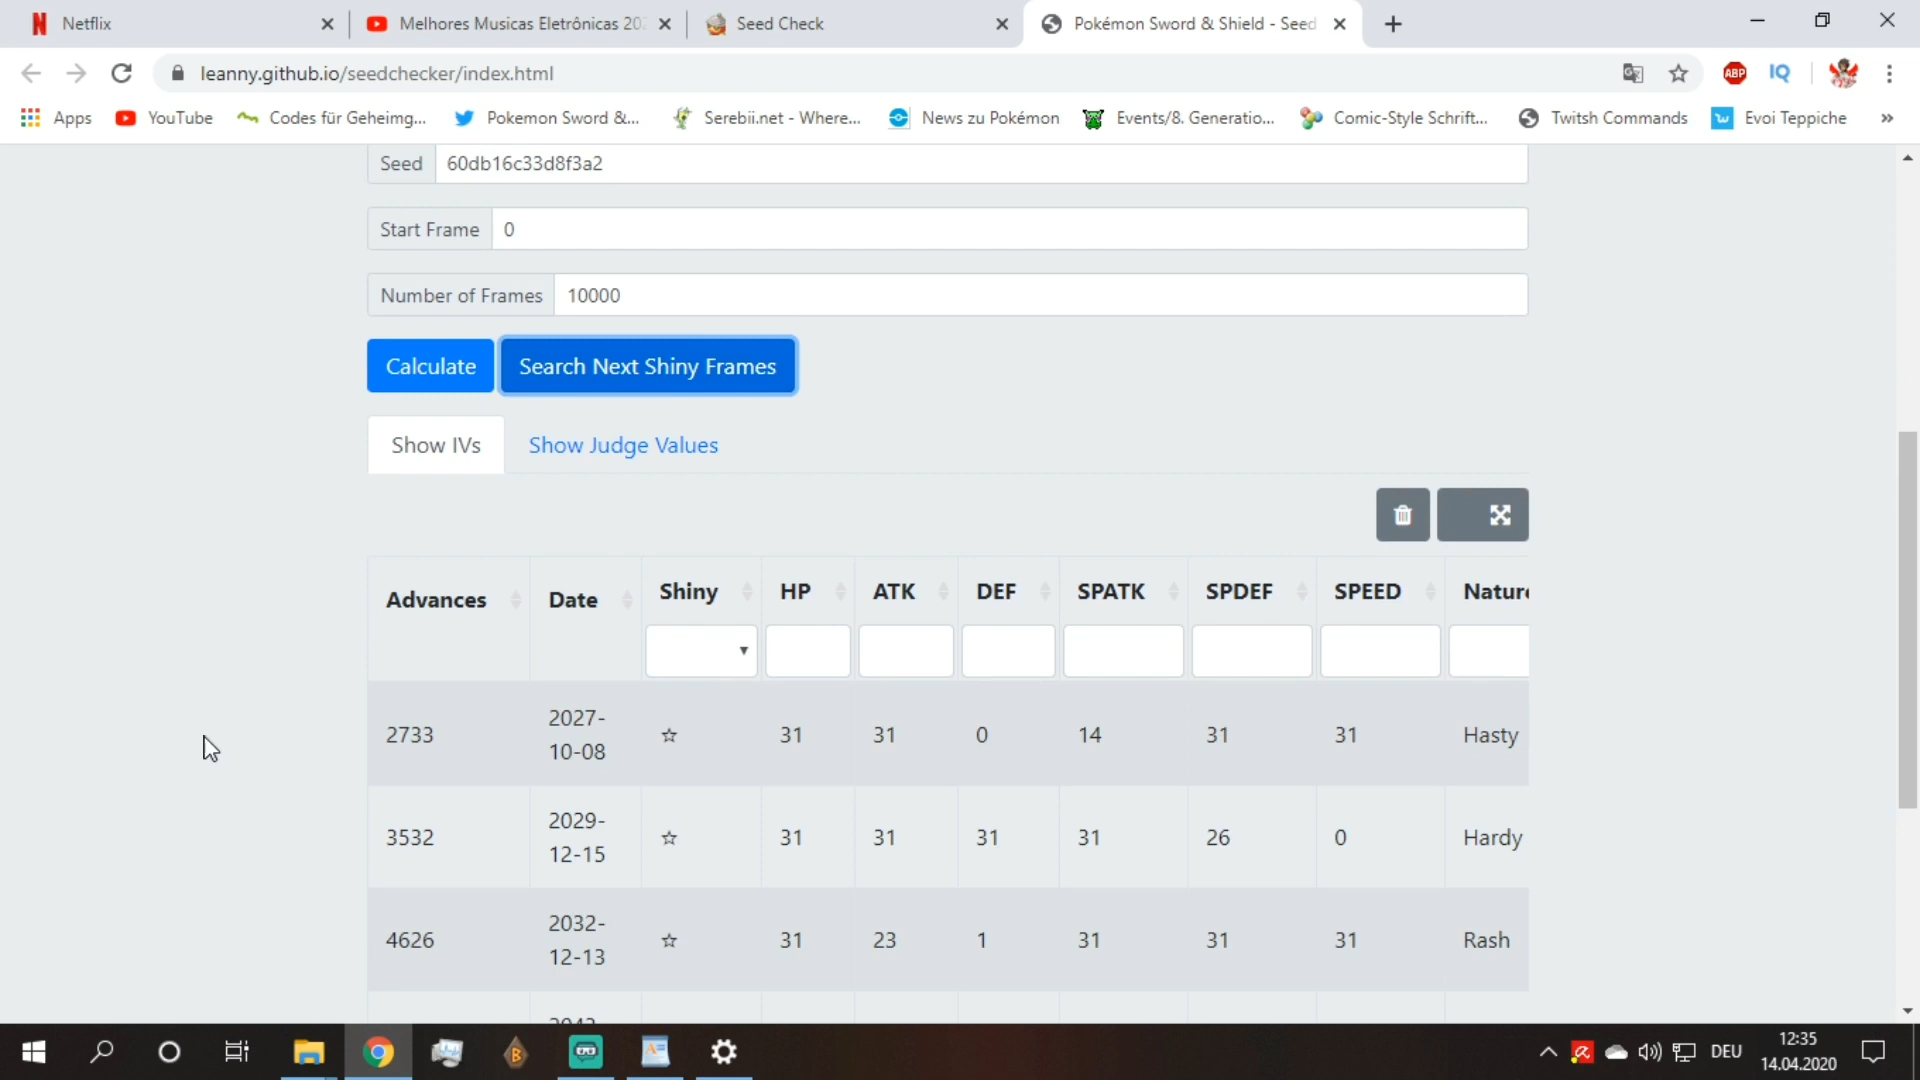 Netflix
Melhores Musicas Eletrônicas 20
Seed Check
Pokémon Sword & Shield - Seed
leanny.github.io/seedchecker/index.html
ABP
IQ
Apps
YouTube
Codes für Geheimg...
Pokemon Sword &...
Serebii.net - Where...
News zu Pokémon
Events/8. Generatio...
Comic-Style Schrift...
Twitsh Commands
Evoi Teppiche
»
Seed 60db16c33d8f3a2
Start Frame 0
Number of Frames 10000
Calculate
Search Next Shiny Frames
Show IVs
Show Judge Values
Advances Date Shiny HP ATK DEF SPATK SPDEF SPEED Nature
2733 2027-10-08 ☆ 31 31 0 14 31 31 Hasty
3532 2029-12-15 ☆ 31 31 31 31 26 0 Hardy
4626 2032-12-13 ☆ 31 23 1 31 31 31 Rash
DEU
12:35
14.04.2020